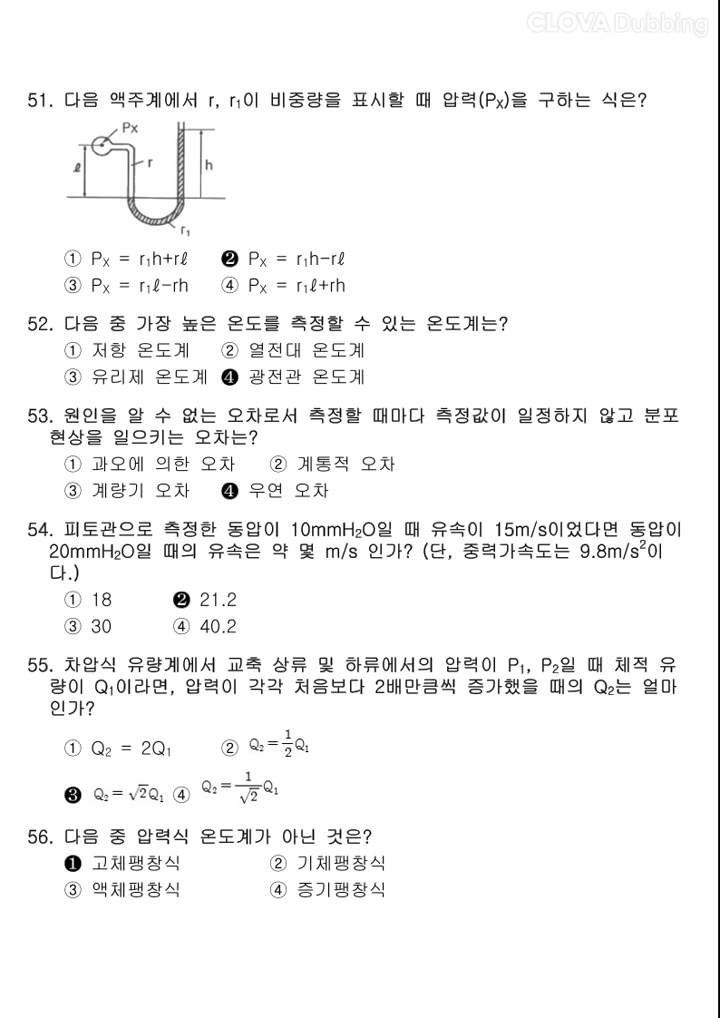 CLOVA Dubbing
51. 다음 액주계에서 r, r₁이 비중량을 표시할 때 압력(Pₓ)을 구하는 식은?
Px
ℓ
r
h
r₁
① Pₓ = r₁h+rℓ ❷ Pₓ = r₁h-rℓ
③ Pₓ = r₁ℓ-rh ④ Pₓ = r₁ℓ+rh
52. 다음 중 가장 높은 온도를 측정할 수 있는 온도계는?
① 저항 온도계 ② 열전대 온도계
③ 유리제 온도계 ❹ 광전관 온도계
53. 원인을 알 수 없는 오차로서 측정할 때마다 측정값이 일정하지 않고 분포
현상을 일으키는 오차는?
① 과오에 의한 오차 ② 계통적 오차
③ 계량기 오차 ❹ 우연 오차
54. 피토관으로 측정한 동압이 10mmH₂O일 때 유속이 15m/s이었다면 동압이
20mmH₂O일 때의 유속은 약 몇 m/s 인가? (단, 중력가속도는 9.8m/s²이
다.)
① 18 ❷ 21.2
③ 30 ④ 40.2
55. 차압식 유량계에서 교축 상류 및 하류에서의 압력이 P₁, P₂일 때 체적 유
량이 Q₁이라면, 압력이 각각 처음보다 2배만큼씩 증가했을 때의 Q₂는 얼마
인가?
① Q₂ = 2Q₁ ② Q₂=1/2Q₁
❸ Q₂=√2Q₁ ④ Q₂=1/√2Q₁
56. 다음 중 압력식 온도계가 아닌 것은?
❶ 고체팽창식 ② 기체팽창식
③ 액체팽창식 ④ 증기팽창식